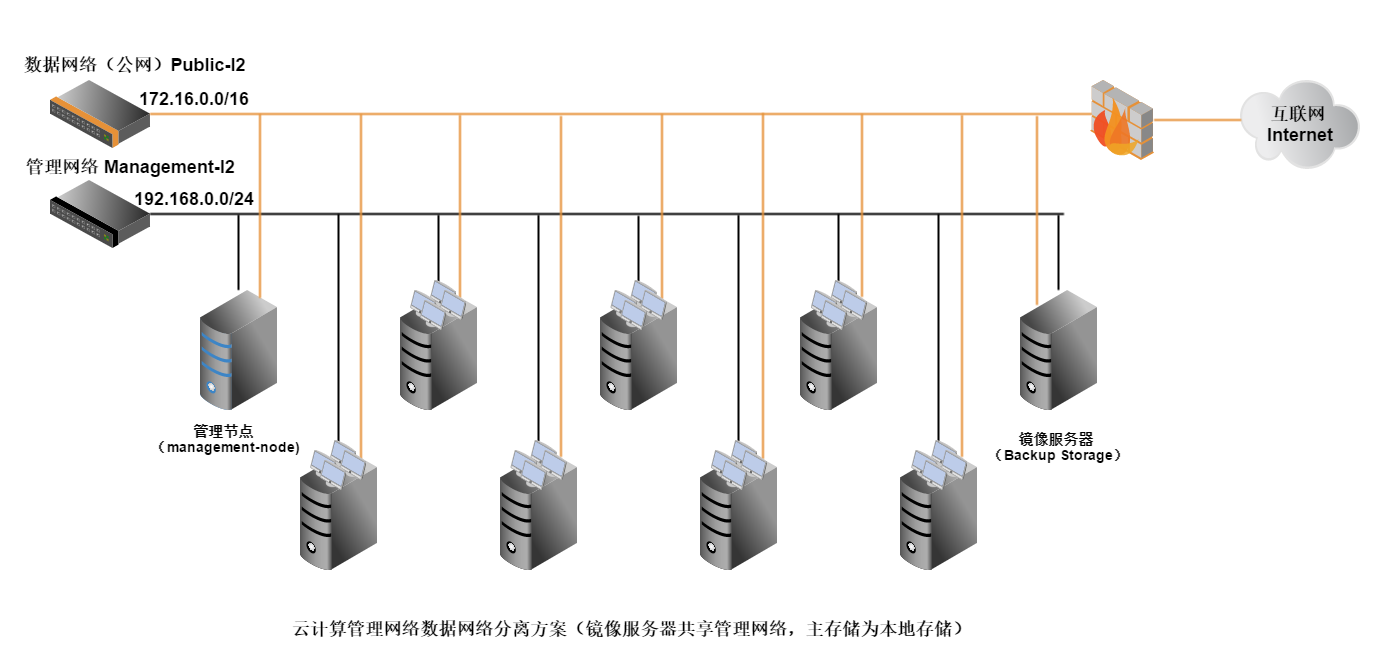 数据网络（公网）Public-l2
172.16.0.0/16
互联网
Internet
管理网络 Management-l2
192.168.0.0/24
管理节点
（management-node)
镜像服务器
（Backup Storage）
云计算管理网络数据网络分离方案（镜像服务器共享管理网络，主存储为本地存储）